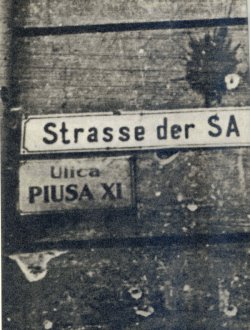 Strasse der SA
Ulica
PIUSA XI